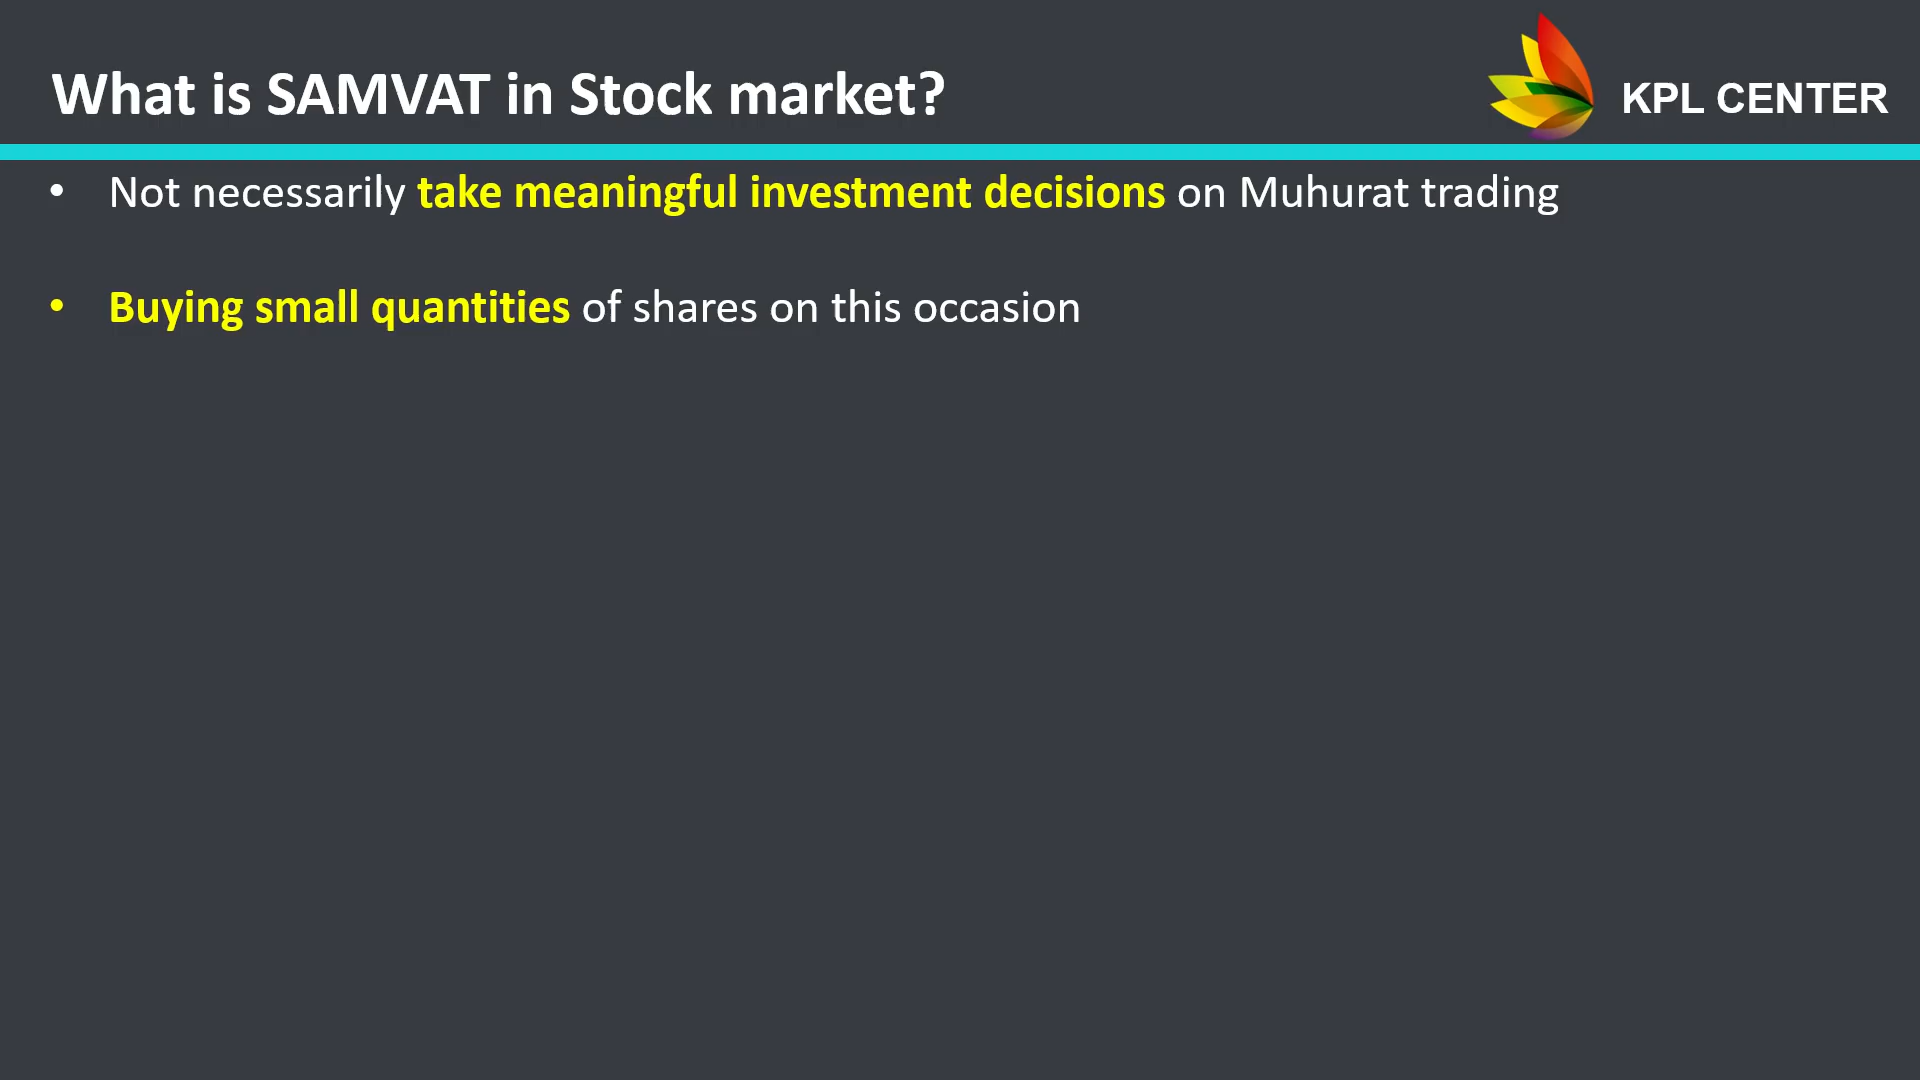 What is SAMVAT in Stock market?
KPL CENTER
• Not necessarily take meaningful investment decisions on Muhurat trading
• Buying small quantities of shares on this occasion